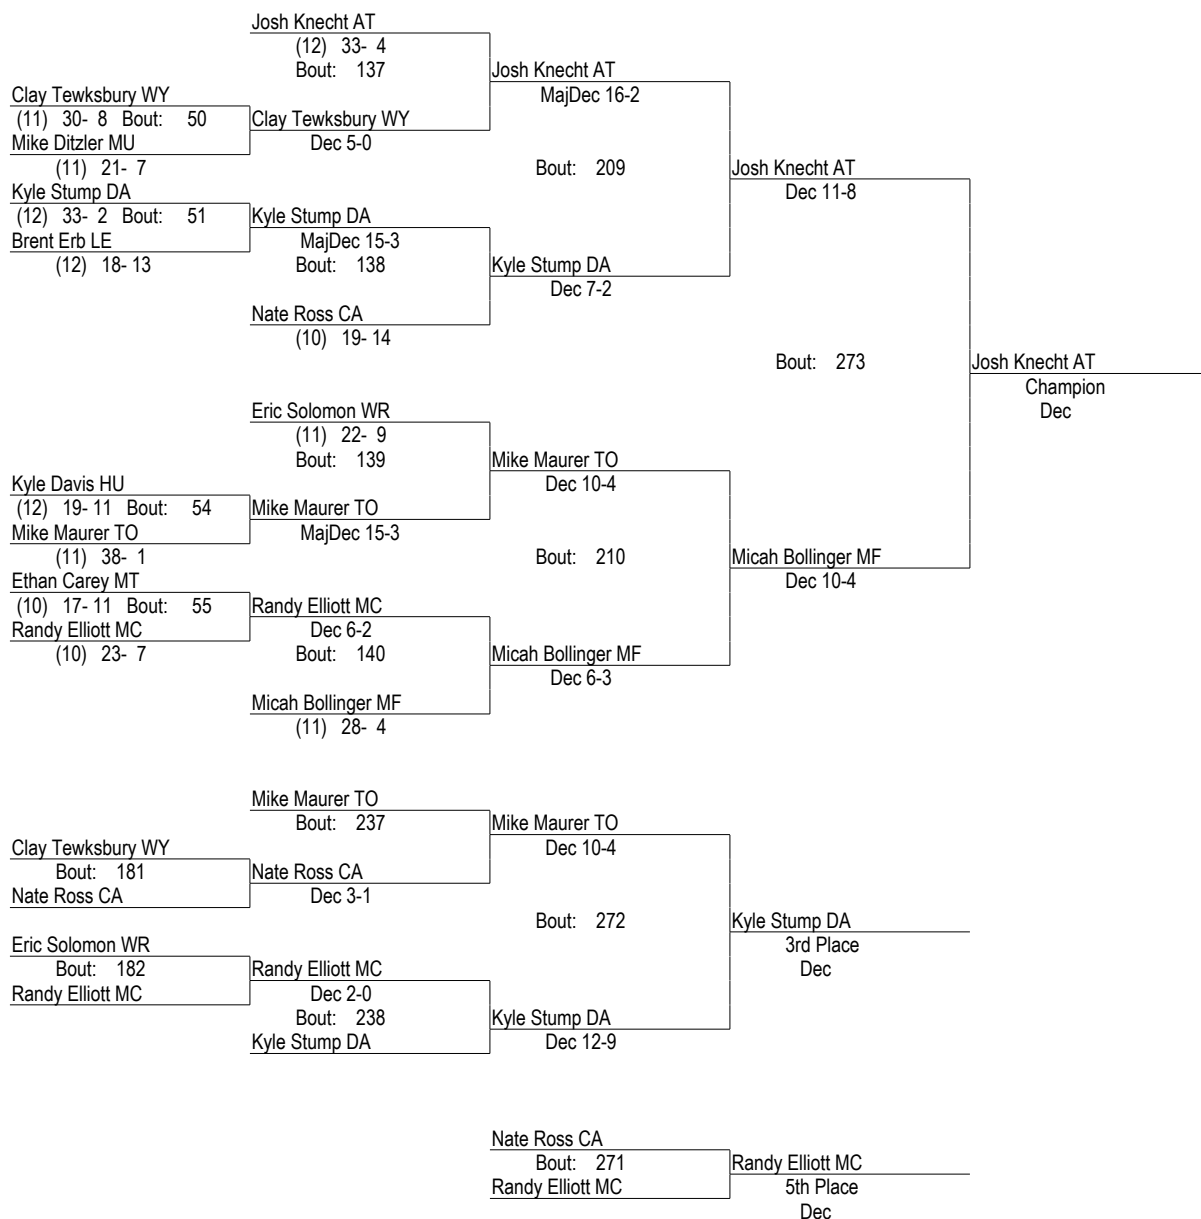 Josh Knecht AT
(12) 33- 4
Bout: 137
Josh Knecht AT
MajDec 16-2
Clay Tewksbury WY
(11) 30- 8 Bout: 50
Clay Tewksbury WY
Dec 5-0
Mike Ditzler MU
(11) 21- 7
Bout: 209
Josh Knecht AT
Dec 11-8
Kyle Stump DA
(12) 33- 2 Bout: 51
Kyle Stump DA
MajDec 15-3
Bout: 138
Brent Erb LE
(12) 18- 13
Kyle Stump DA
Dec 7-2
Nate Ross CA
(10) 19- 14
Bout: 273
Josh Knecht AT
Champion
Dec
Eric Solomon WR
(11) 22- 9
Bout: 139
Mike Maurer TO
Dec 10-4
Kyle Davis HU
(12) 19- 11 Bout: 54
Mike Maurer TO
MajDec 15-3
Mike Maurer TO
(11) 38- 1
Bout: 210
Micah Bollinger MF
Dec 10-4
Ethan Carey MT
(10) 17- 11 Bout: 55
Randy Elliott MC
Dec 6-2
Bout: 140
Randy Elliott MC
(10) 23- 7
Micah Bollinger MF
Dec 6-3
Micah Bollinger MF
(11) 28- 4
Mike Maurer TO
Bout: 237
Mike Maurer TO
Dec 10-4
Clay Tewksbury WY
Bout: 181
Nate Ross CA
Nate Ross CA
Dec 3-1
Bout: 272
Kyle Stump DA
3rd Place
Dec
Eric Solomon WR
Bout: 182
Randy Elliott MC
Randy Elliott MC
Dec 2-0
Bout: 238
Kyle Stump DA
Kyle Stump DA
Dec 12-9
Nate Ross CA
Bout: 271
Randy Elliott MC
Randy Elliott MC
5th Place
Dec